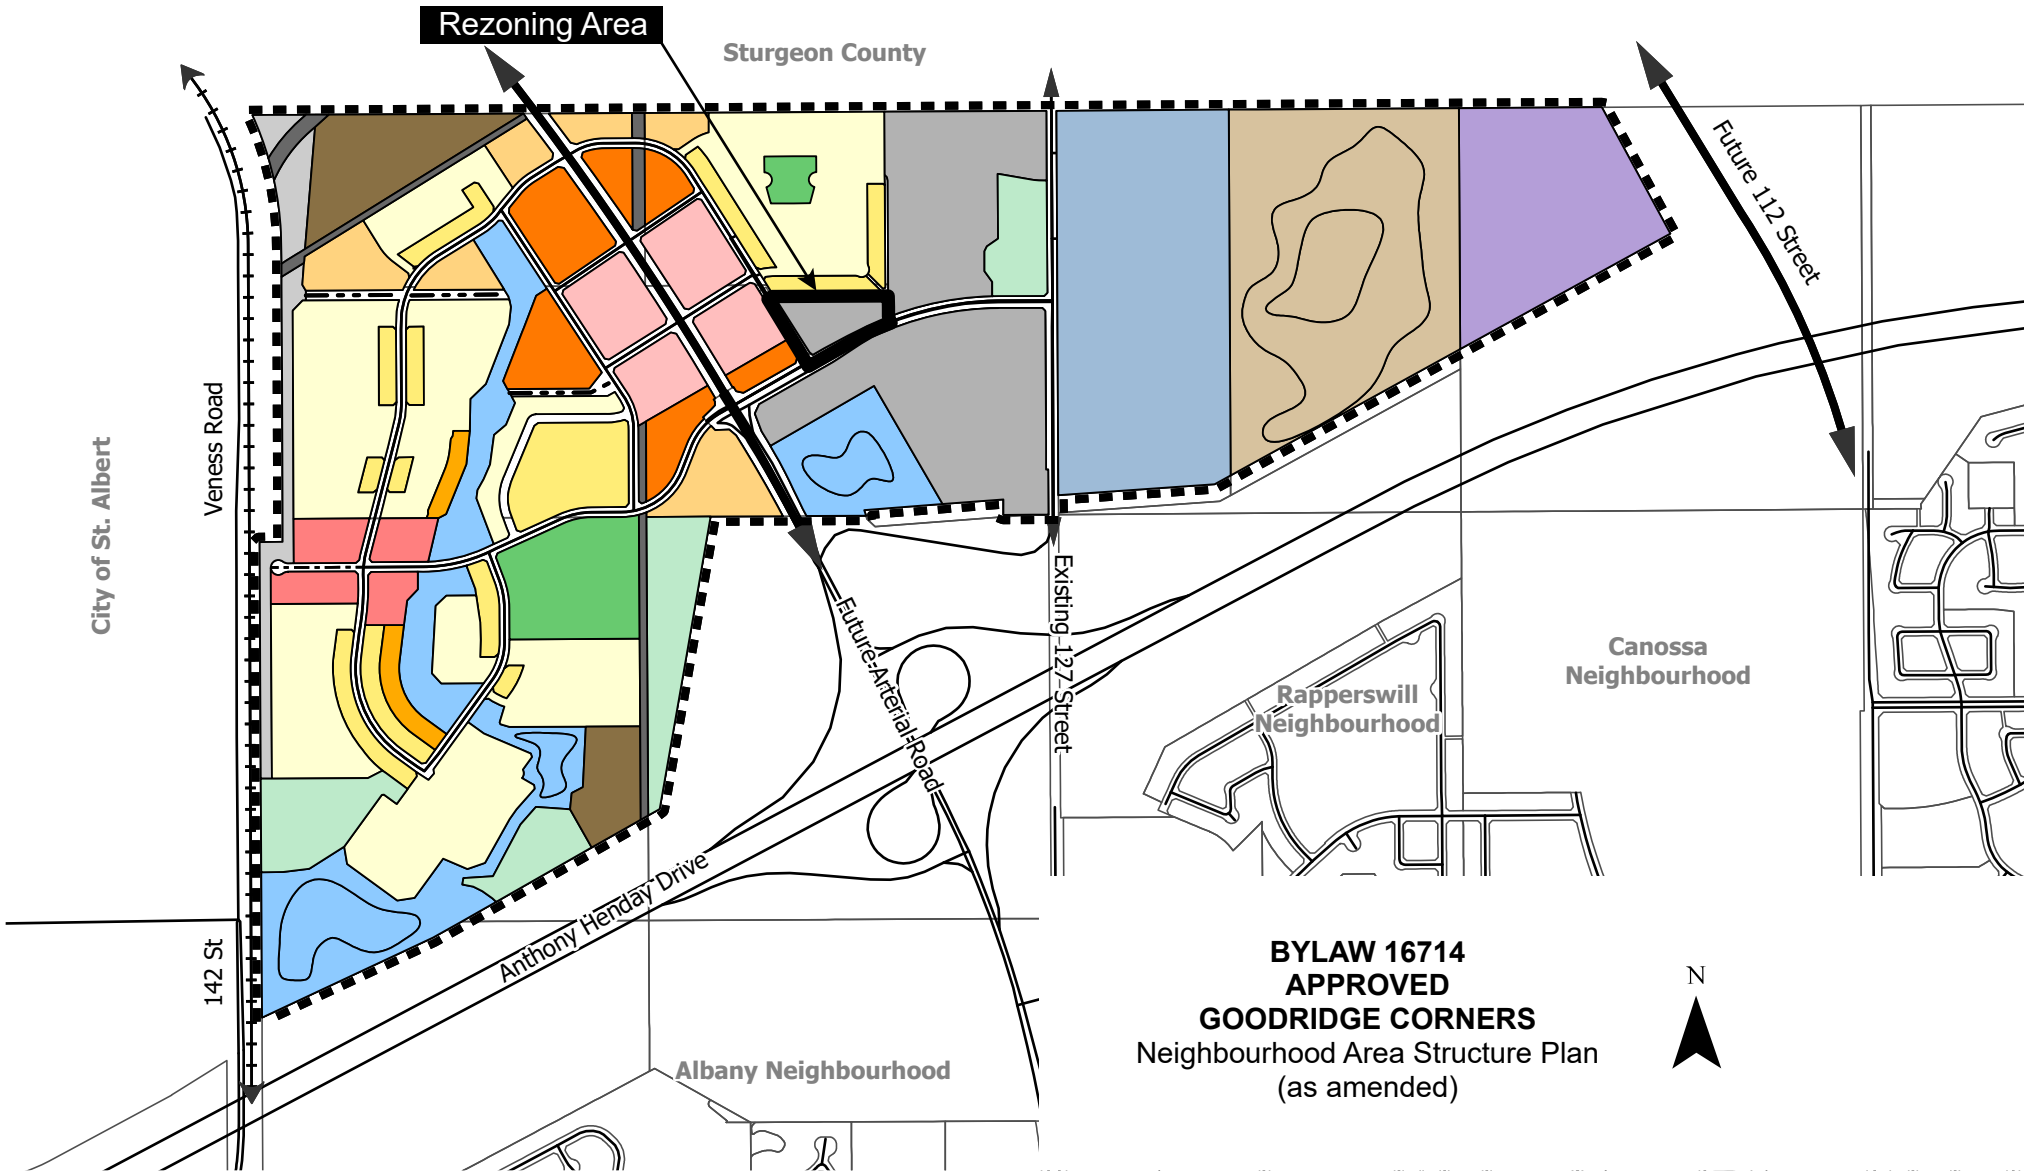 Rezoning Area
Sturgeon County
Future 112 Street
City of St. Albert
Veness Road
Existing 127 Street
Future Arterial Road
Canossa
Neighbourhood
Rapperswill
Neighbourhood
Anthony Henday Drive
142 St
Albany Neighbourhood
BYLAW 16714
APPROVED
GOODRIDGE CORNERS
Neighbourhood Area Structure Plan
(as amended)
N